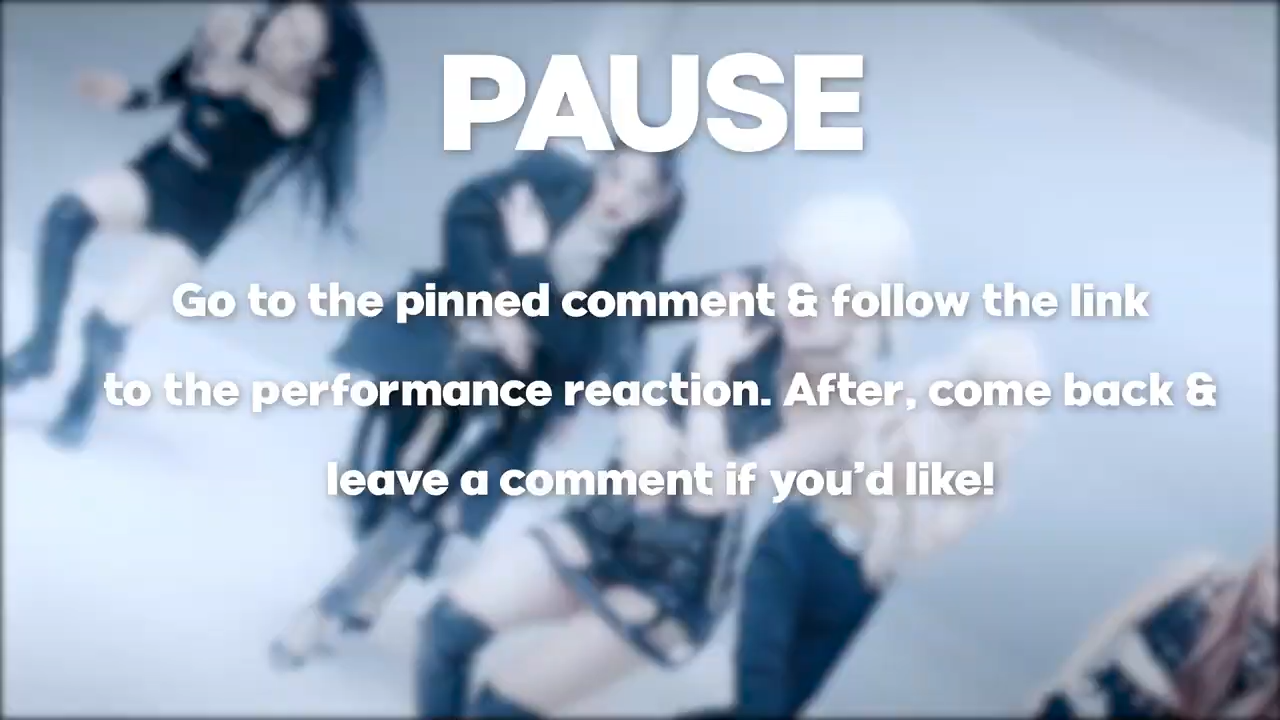 PAUSE
Go to the pinned comment & follow the link
to the performance reaction. After, come back &
leave a comment if you’d like!